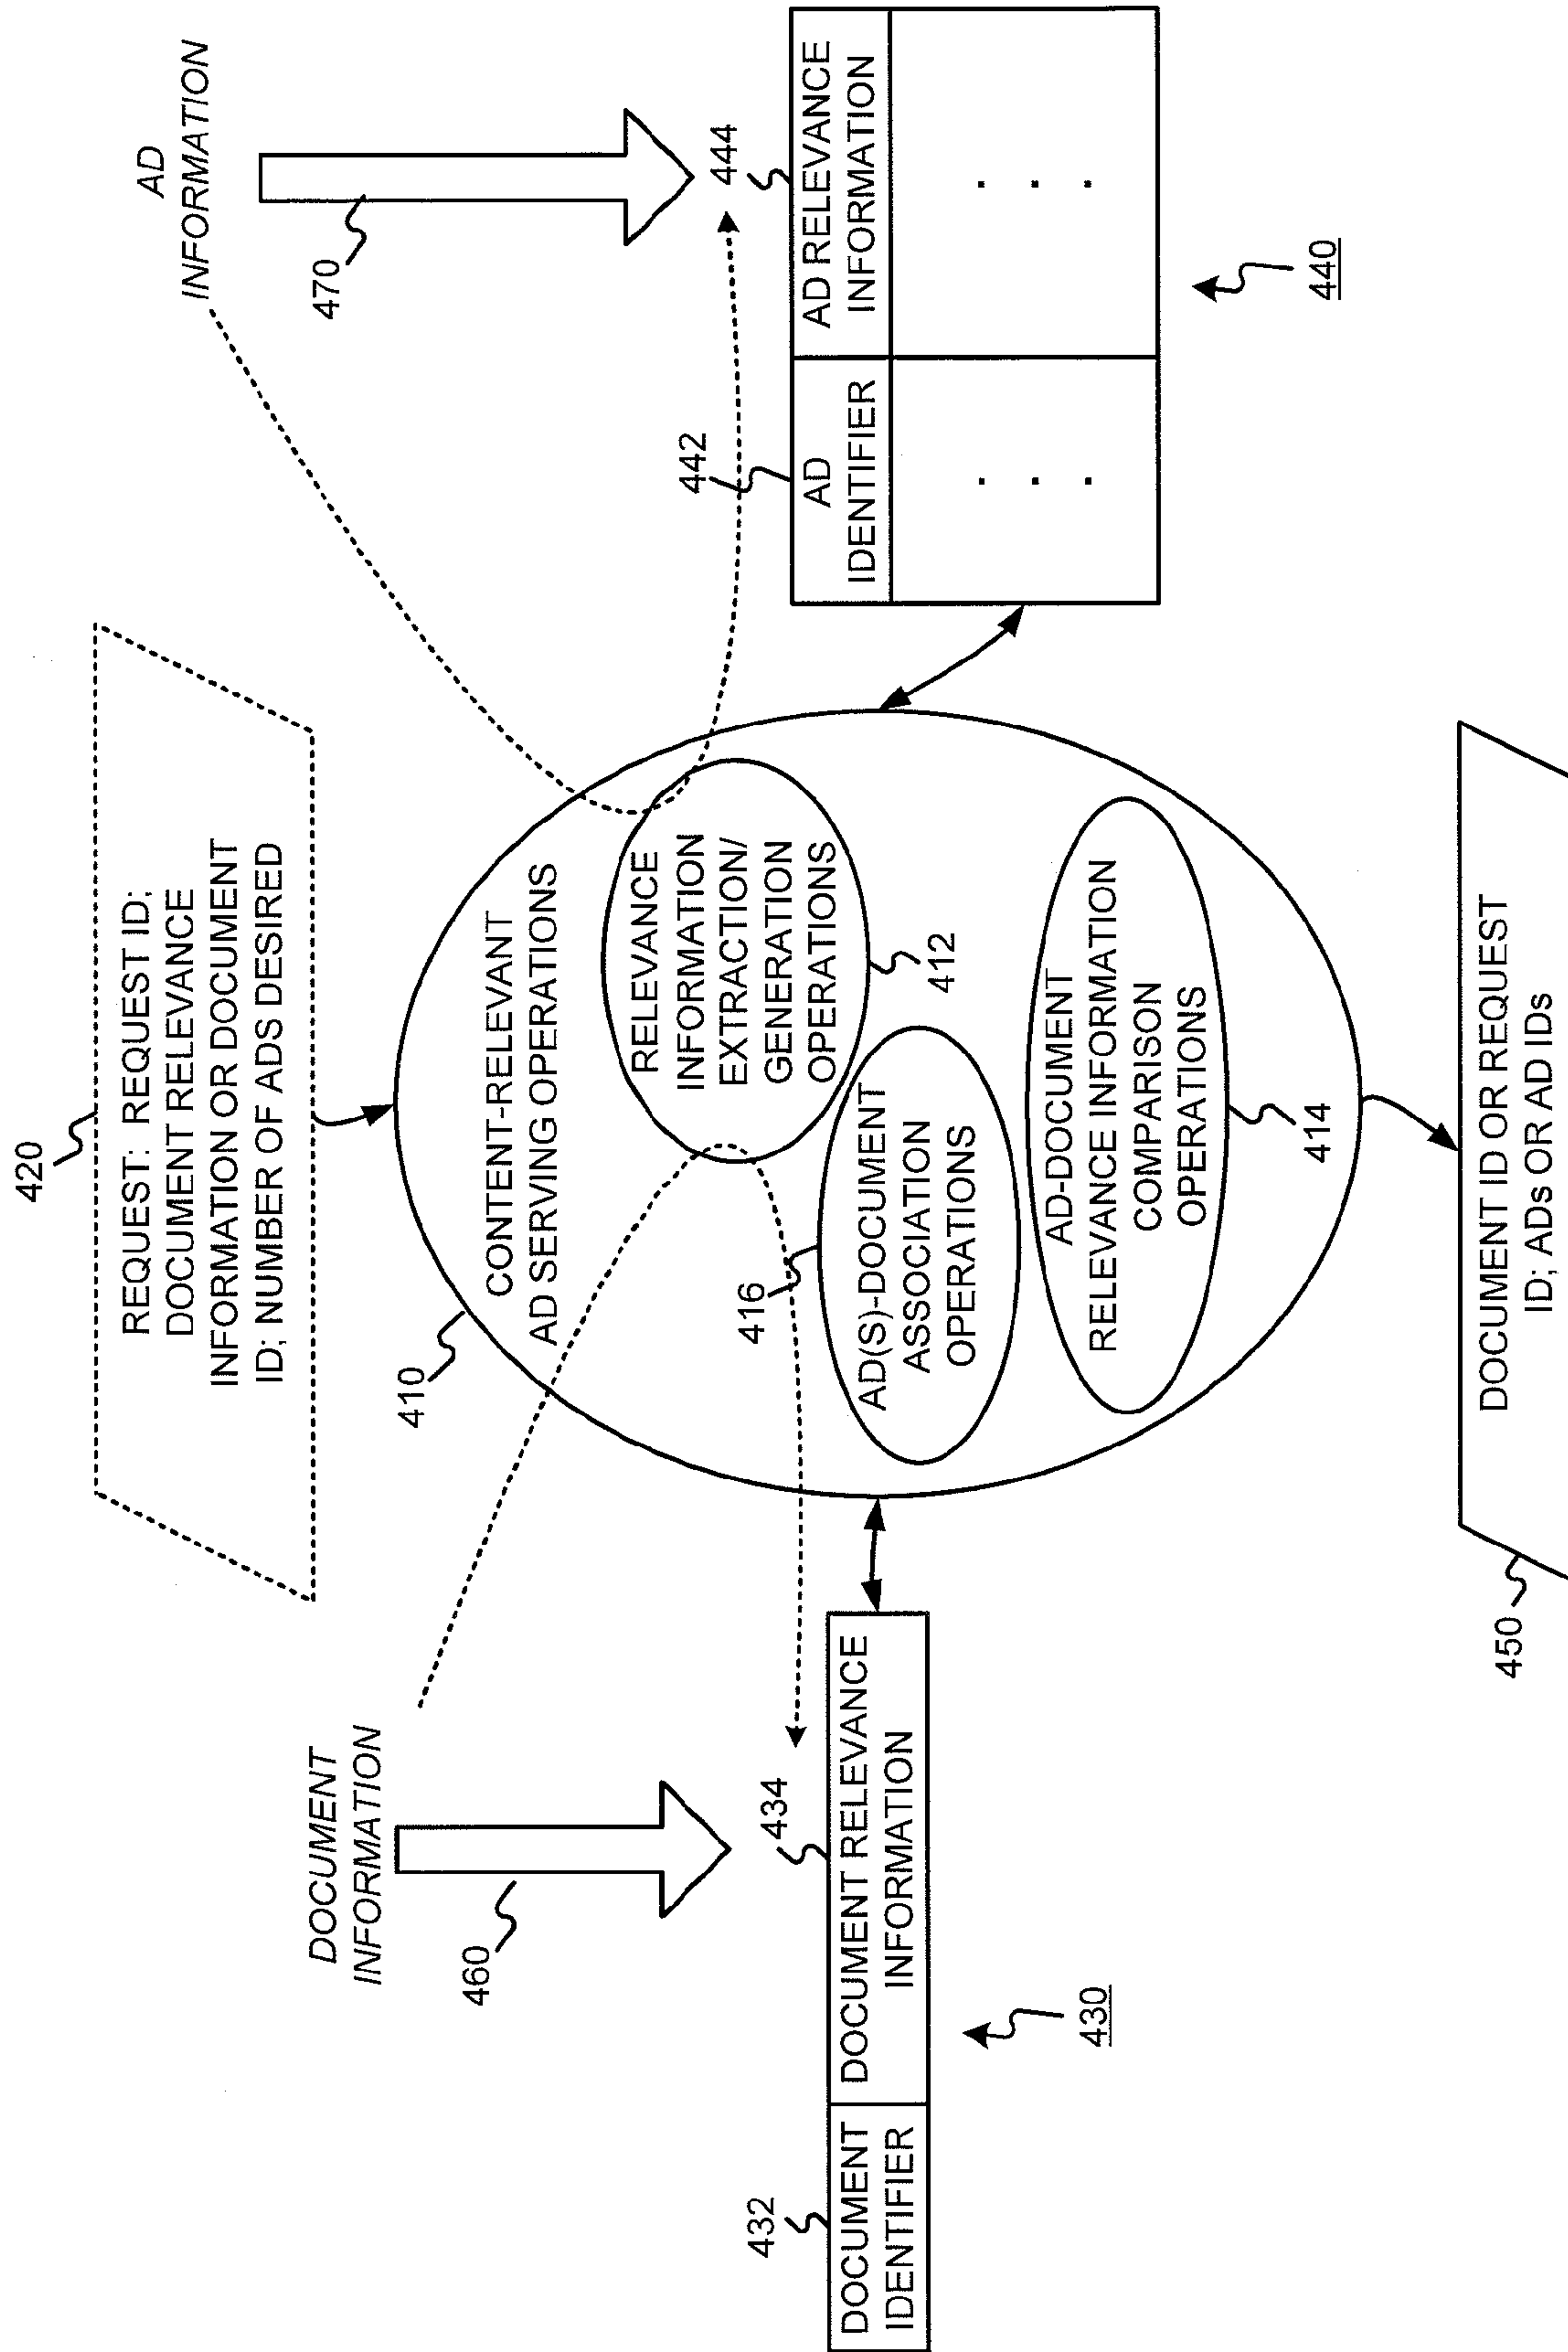 420
REQUEST: REQUEST ID;
DOCUMENT RELEVANCE
INFORMATION OR DOCUMENT
ID; NUMBER OF ADS DESIRED
AD
INFORMATION
470
DOCUMENT
INFORMATION
460
410
CONTENT-RELEVANT
AD SERVING OPERATIONS
RELEVANCE
INFORMATION
EXTRACTION/
GENERATION
OPERATIONS
412
416
AD(S)-DOCUMENT
ASSOCIATION
OPERATIONS
AD-DOCUMENT
RELEVANCE INFORMATION
COMPARISON
OPERATIONS
414
432
434
DOCUMENT
IDENTIFIER
DOCUMENT RELEVANCE
INFORMATION
430
442
444
AD
IDENTIFIER
AD RELEVANCE
INFORMATION
. . .
. . .
440
450
DOCUMENT ID OR REQUEST
ID; ADs OR AD IDs